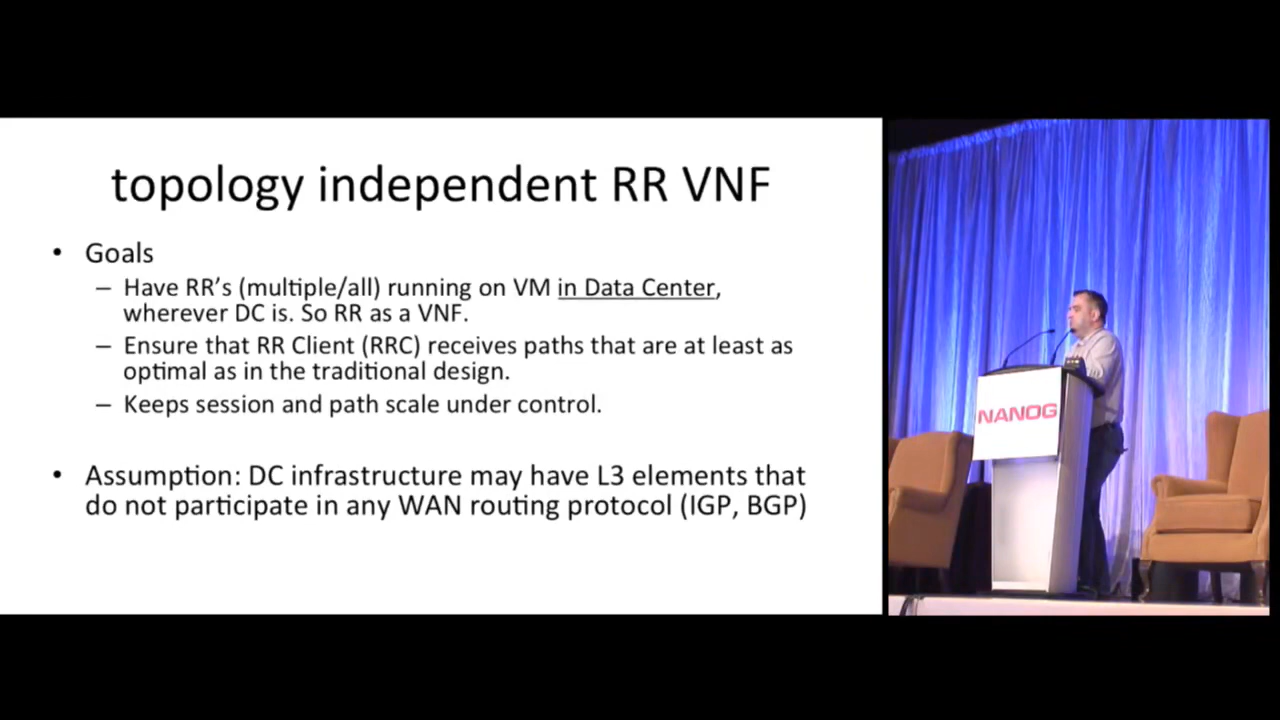 topology independent RR VNF
• Goals
– Have RR's (multiple/all) running on VM in Data Center,
wherever DC is. So RR as a VNF.
– Ensure that RR Client (RRC) receives paths that are at least as
optimal as in the traditional design.
– Keeps session and path scale under control.
• Assumption: DC infrastructure may have L3 elements that
do not participate in any WAN routing protocol (IGP, BGP)
NANOG